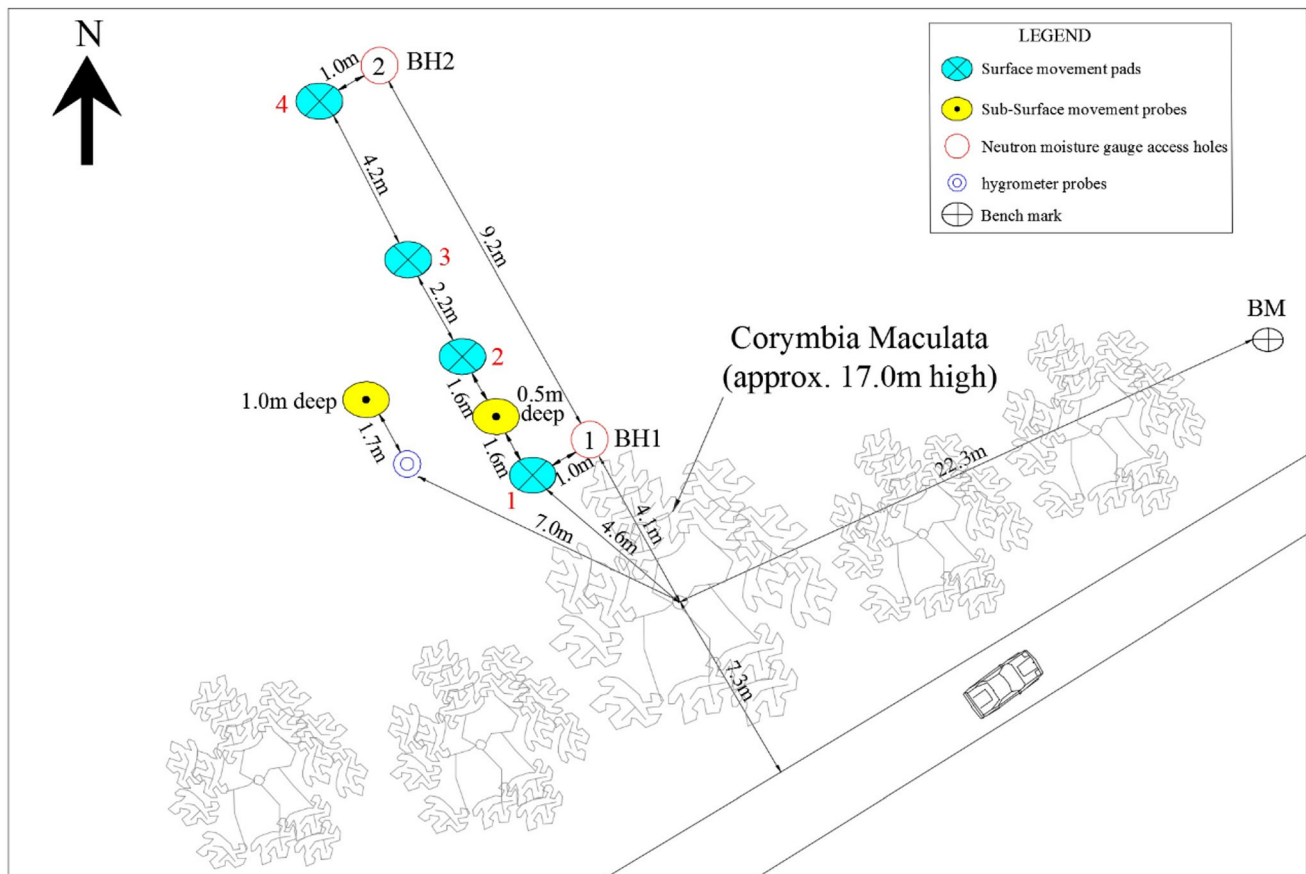 N
1.0m
2
BH2
4
4.2m
9.2m
3
2.2m
2
1.0m deep
1.7m
1.6m
0.5m
deep
1.6m
1
BH1
1.0m
1
7.0m
4.6m
4.1m
Corymbia Maculata
(approx. 17.0m high)
22.3m
BM
7.3m
LEGEND
Surface movement pads
Sub-Surface movement probes
Neutron moisture gauge access holes
hygrometer probes
Bench mark